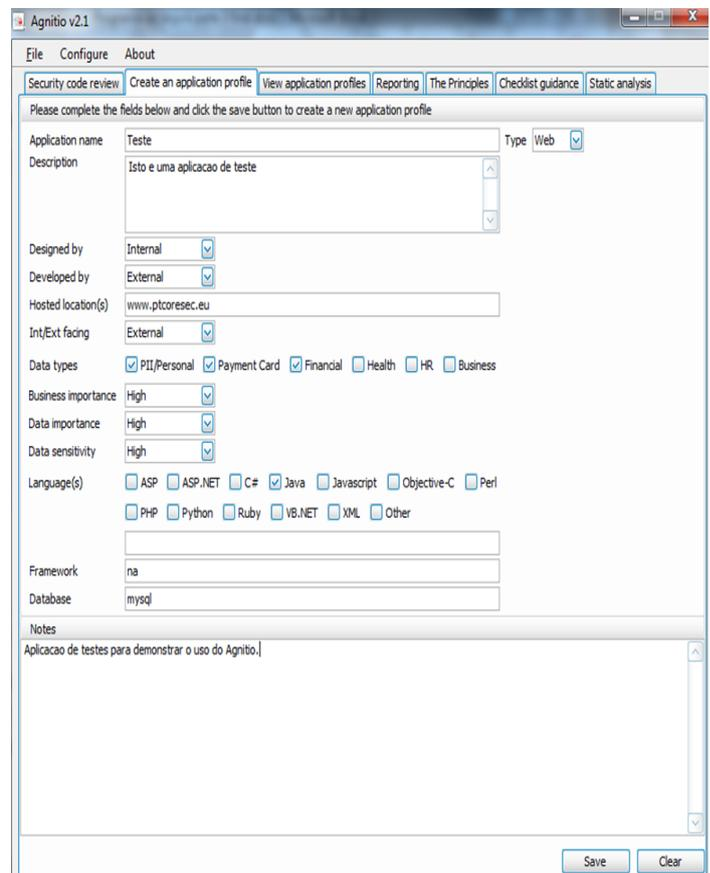 Agnitio v2.1
File Configure About
Security code review Create an application profile View application profiles Reporting The Principles Checklist guidance Static analysis
Please complete the fields below and click the save button to create a new application profile
Application name Teste Type Web
Description Isto e uma aplicacao de teste
Designed by Internal
Developed by External
Hosted location(s) www.ptcoresec.eu
Int/Ext facing External
Data types PII/Personal Payment Card Financial Health HR Business
Business importance High
Data importance High
Data sensitivity High
Language(s) ASP ASP.NET C# Java Javascript Objective-C Perl
PHP Python Ruby VB.NET XML Other
Framework na
Database mysql
Notes
Aplicacao de testes para demonstrar o uso do Agnitio.
Save Clear